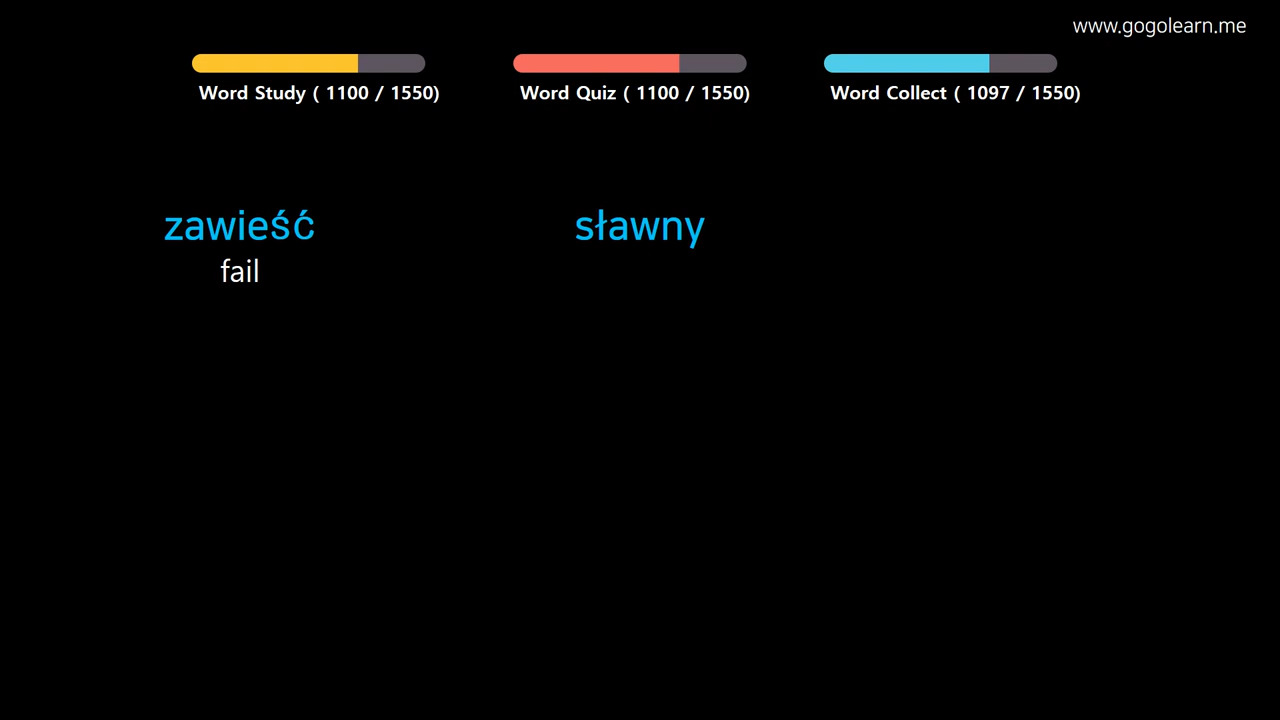 www.gogolearn.me
Word Study ( 1100 / 1550)
Word Quiz ( 1100 / 1550)
Word Collect ( 1097 / 1550)
zawieść
sławny
fail